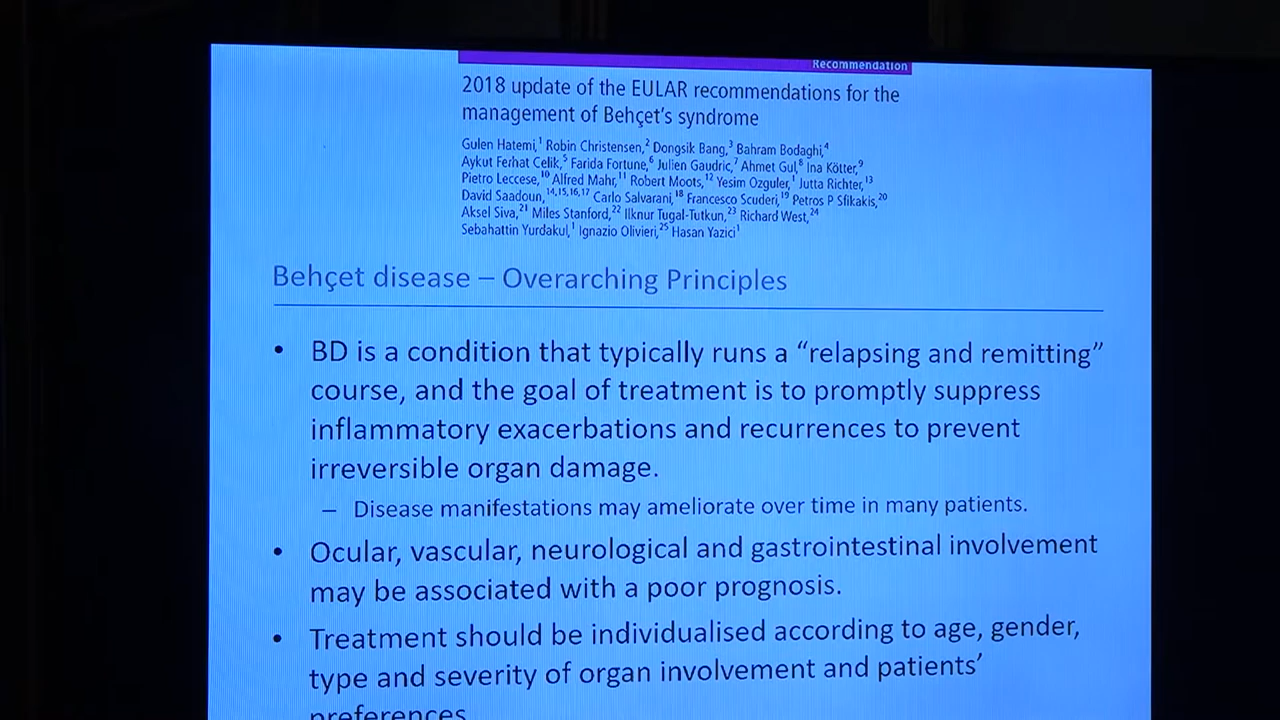 Recommendation
2018 update of the EULAR recommendations for the
management of Behçet's syndrome
Gulen Hatemi,¹ Robin Christensen,² Dongsik Bang,³ Bahram Bodaghi,⁴
Aykut Ferhat Celik,⁵ Farida Fortune,⁶ Julien Gaudric,⁷ Ahmet Gul,⁸ Ina Kötter,⁹
Pietro Leccese,¹⁰ Alfred Mahr,¹¹ Robert Moots,¹² Yesim Ozguler,¹ Jutta Richter,¹³
David Saadoun,¹⁴,¹⁵,¹⁶,¹⁷ Carlo Salvarani,¹⁸ Francesco Scuderi,¹⁹ Petros P Sfikakis,²⁰
Aksel Siva,²¹ Miles Stanford,²² Ilknur Tugal-Tutkun,²³ Richard West,²⁴
Sebahattin Yurdakul,¹ Ignazio Olivieri,²⁵ Hasan Yazici¹
Behçet disease – Overarching Principles
• BD is a condition that typically runs a “relapsing and remitting”
course, and the goal of treatment is to promptly suppress
inflammatory exacerbations and recurrences to prevent
irreversible organ damage.
– Disease manifestations may ameliorate over time in many patients.
• Ocular, vascular, neurological and gastrointestinal involvement
may be associated with a poor prognosis.
• Treatment should be individualised according to age, gender,
type and severity of organ involvement and patients’
preferences